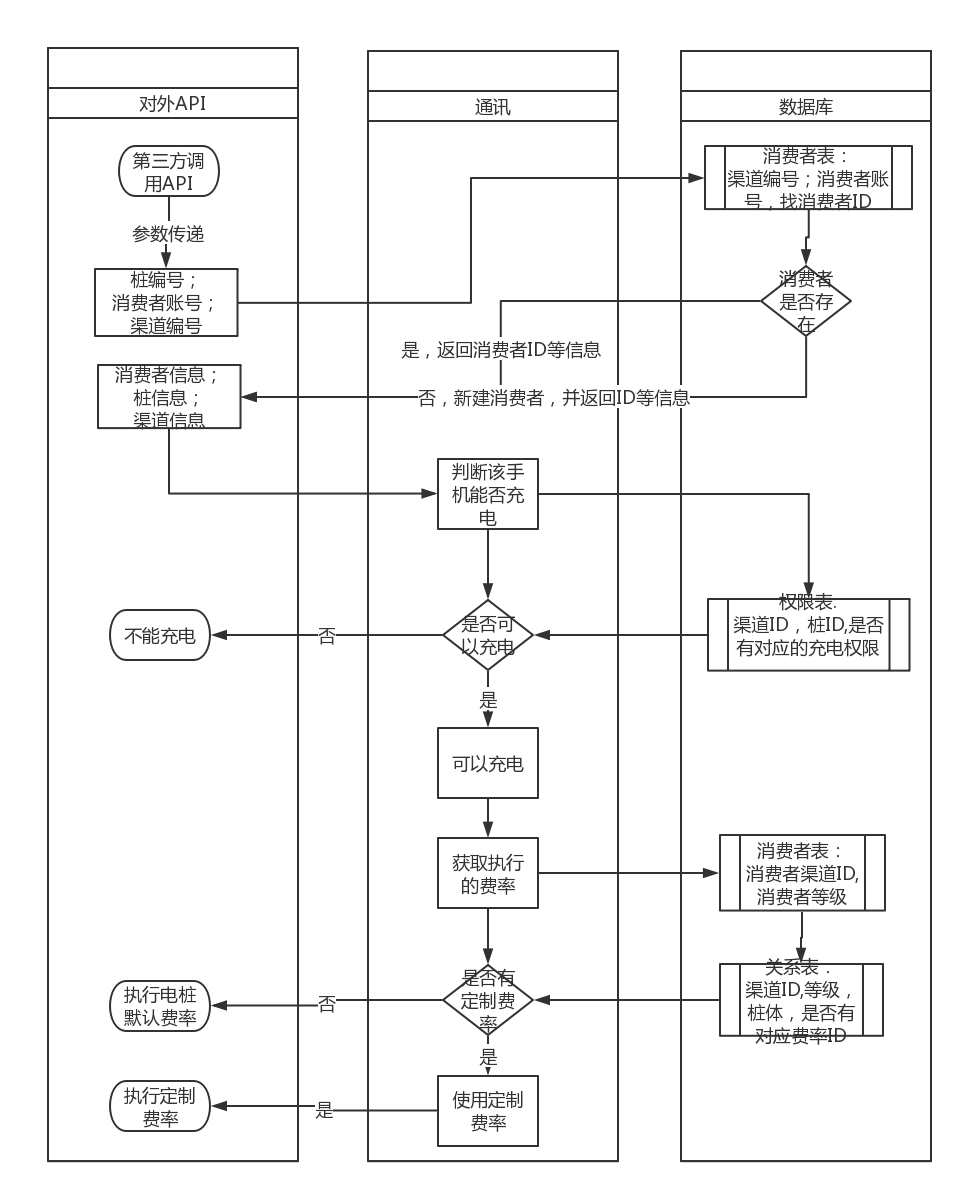 对外API
通讯
数据库
第三方调
用API
参数传递
桩编号；
消费者账号；
渠道编号
消费者表：
渠道编号；消费者账
号，找消费者ID
消费者
是否存
在
是，返回消费者ID等信息
否，新建消费者，并返回ID等信息
消费者信息；
桩信息；
渠道信息
判断该手
机能否充
电
权限表.
渠道ID，桩ID,是否
有对应的充电权限
是否可
以充电
否
不能充电
是
可以充电
获取执行
的费率
消费者表：
消费者渠道ID,
消费者等级
关系表：
渠道ID,等级，
桩体，是否有
对应费率ID
是否有
定制费
率
否
执行电桩
默认费率
是
使用定制
费率
是
执行定制
费率